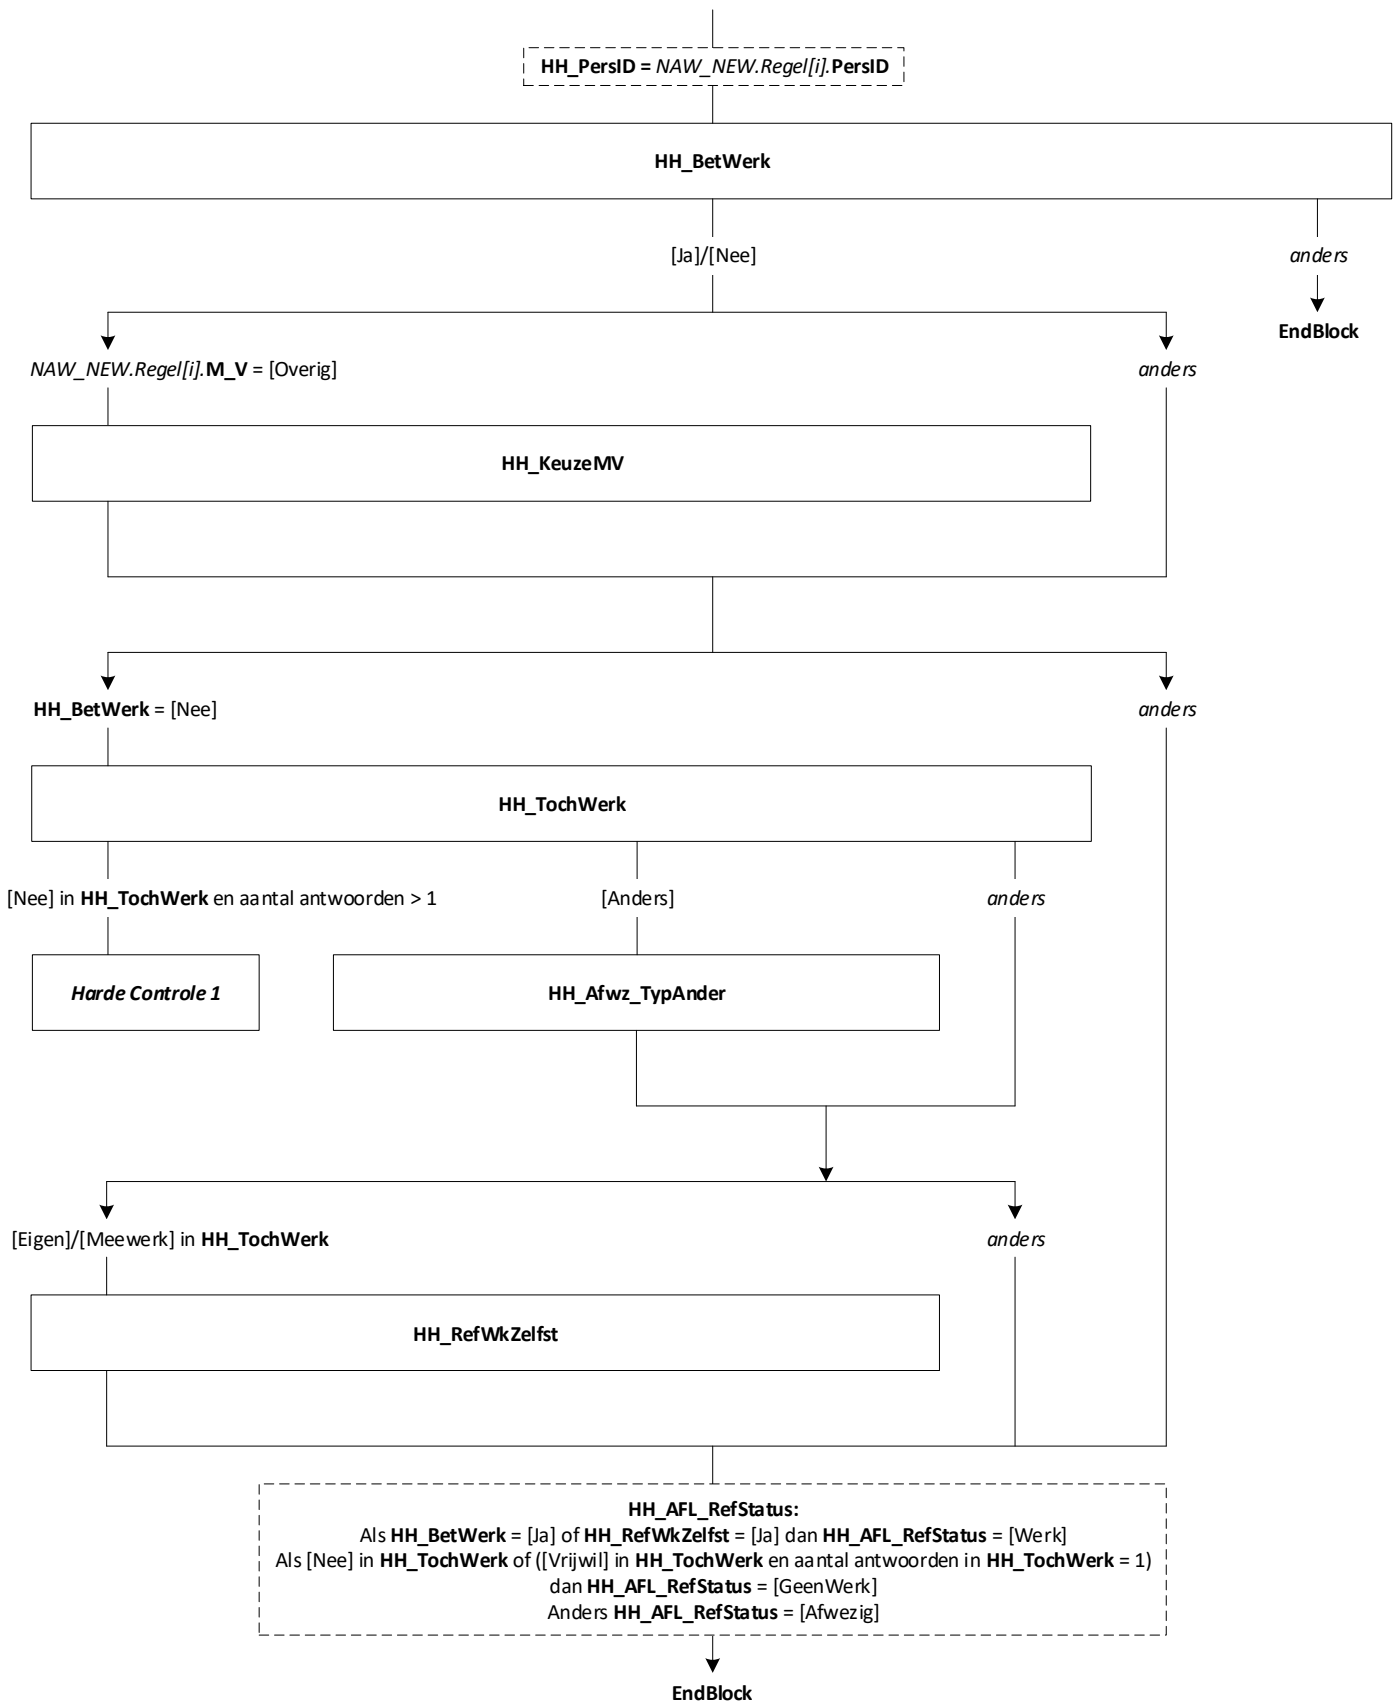 HH_PersID = NAW_NEW.Regel[i].PersID
HH_BetWerk
[Ja]/[Nee]
anders
EndBlock
NAW_NEW.Regel[i].M_V = [Overig]
anders
HH_KeuzeMV
HH_BetWerk = [Nee]
anders
HH_TochWerk
[Nee] in HH_TochWerk en aantal antwoorden > 1
[Anders]
anders
Harde Controle 1
HH_Afwz_TypAnder
[Eigen]/[Meewerk] in HH_TochWerk
anders
HH_RefWkZelfst
HH_AFL_RefStatus:
Als HH_BetWerk = [Ja] of HH_RefWkZelfst = [Ja] dan HH_AFL_RefStatus = [Werk]
Als [Nee] in HH_TochWerk of ([Vrijwil] in HH_TochWerk en aantal antwoorden in HH_TochWerk = 1)
dan HH_AFL_RefStatus = [GeenWerk]
Anders HH_AFL_RefStatus = [Afwezig]
EndBlock